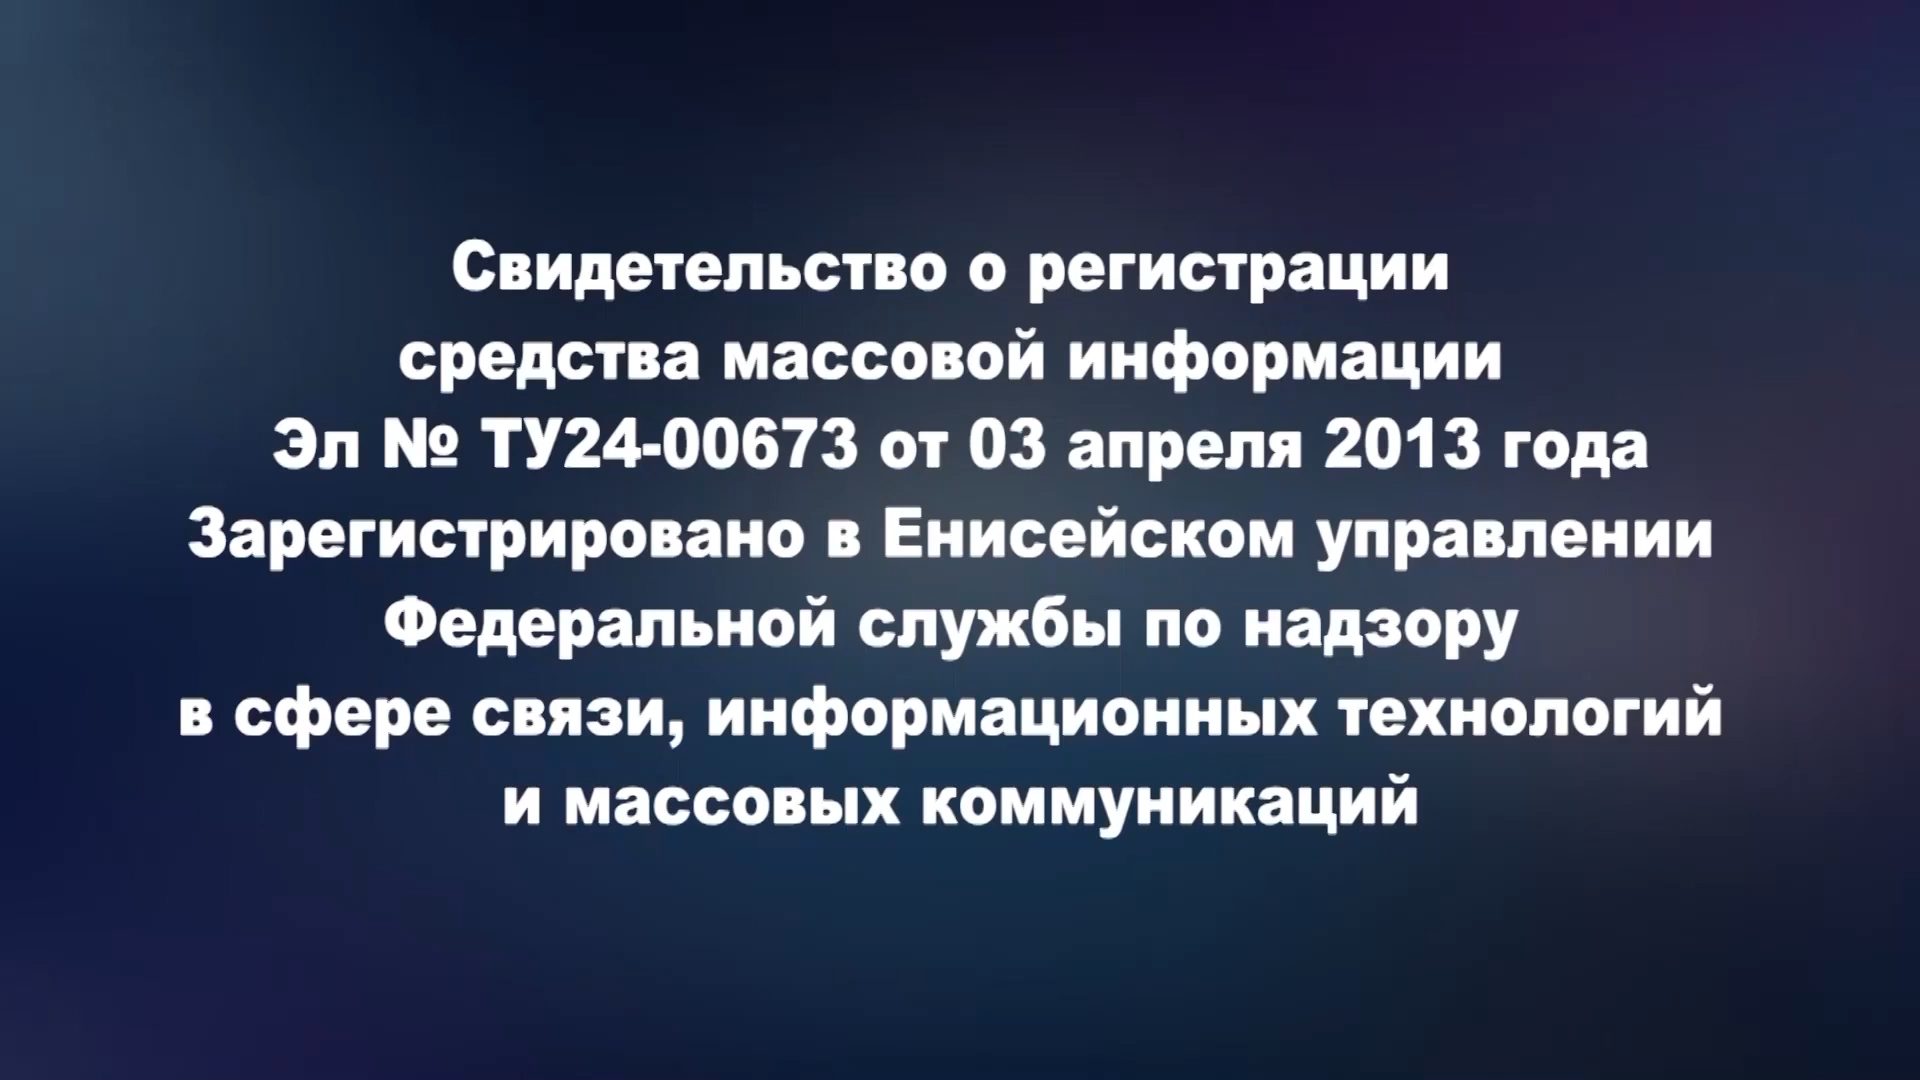 Свидетельство о регистрации
средства массовой информации
Эл № ТУ24-00673 от 03 апреля 2013 года
Зарегистрировано в Енисейском управлении
Федеральной службы по надзору
в сфере связи, информационных технологий
и массовых коммуникаций